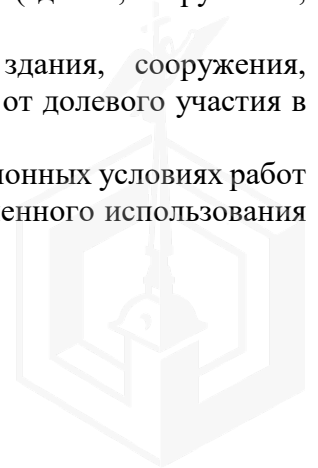 здания, сооружения,
от долевого участия в
ионных условиях работ
енного использования